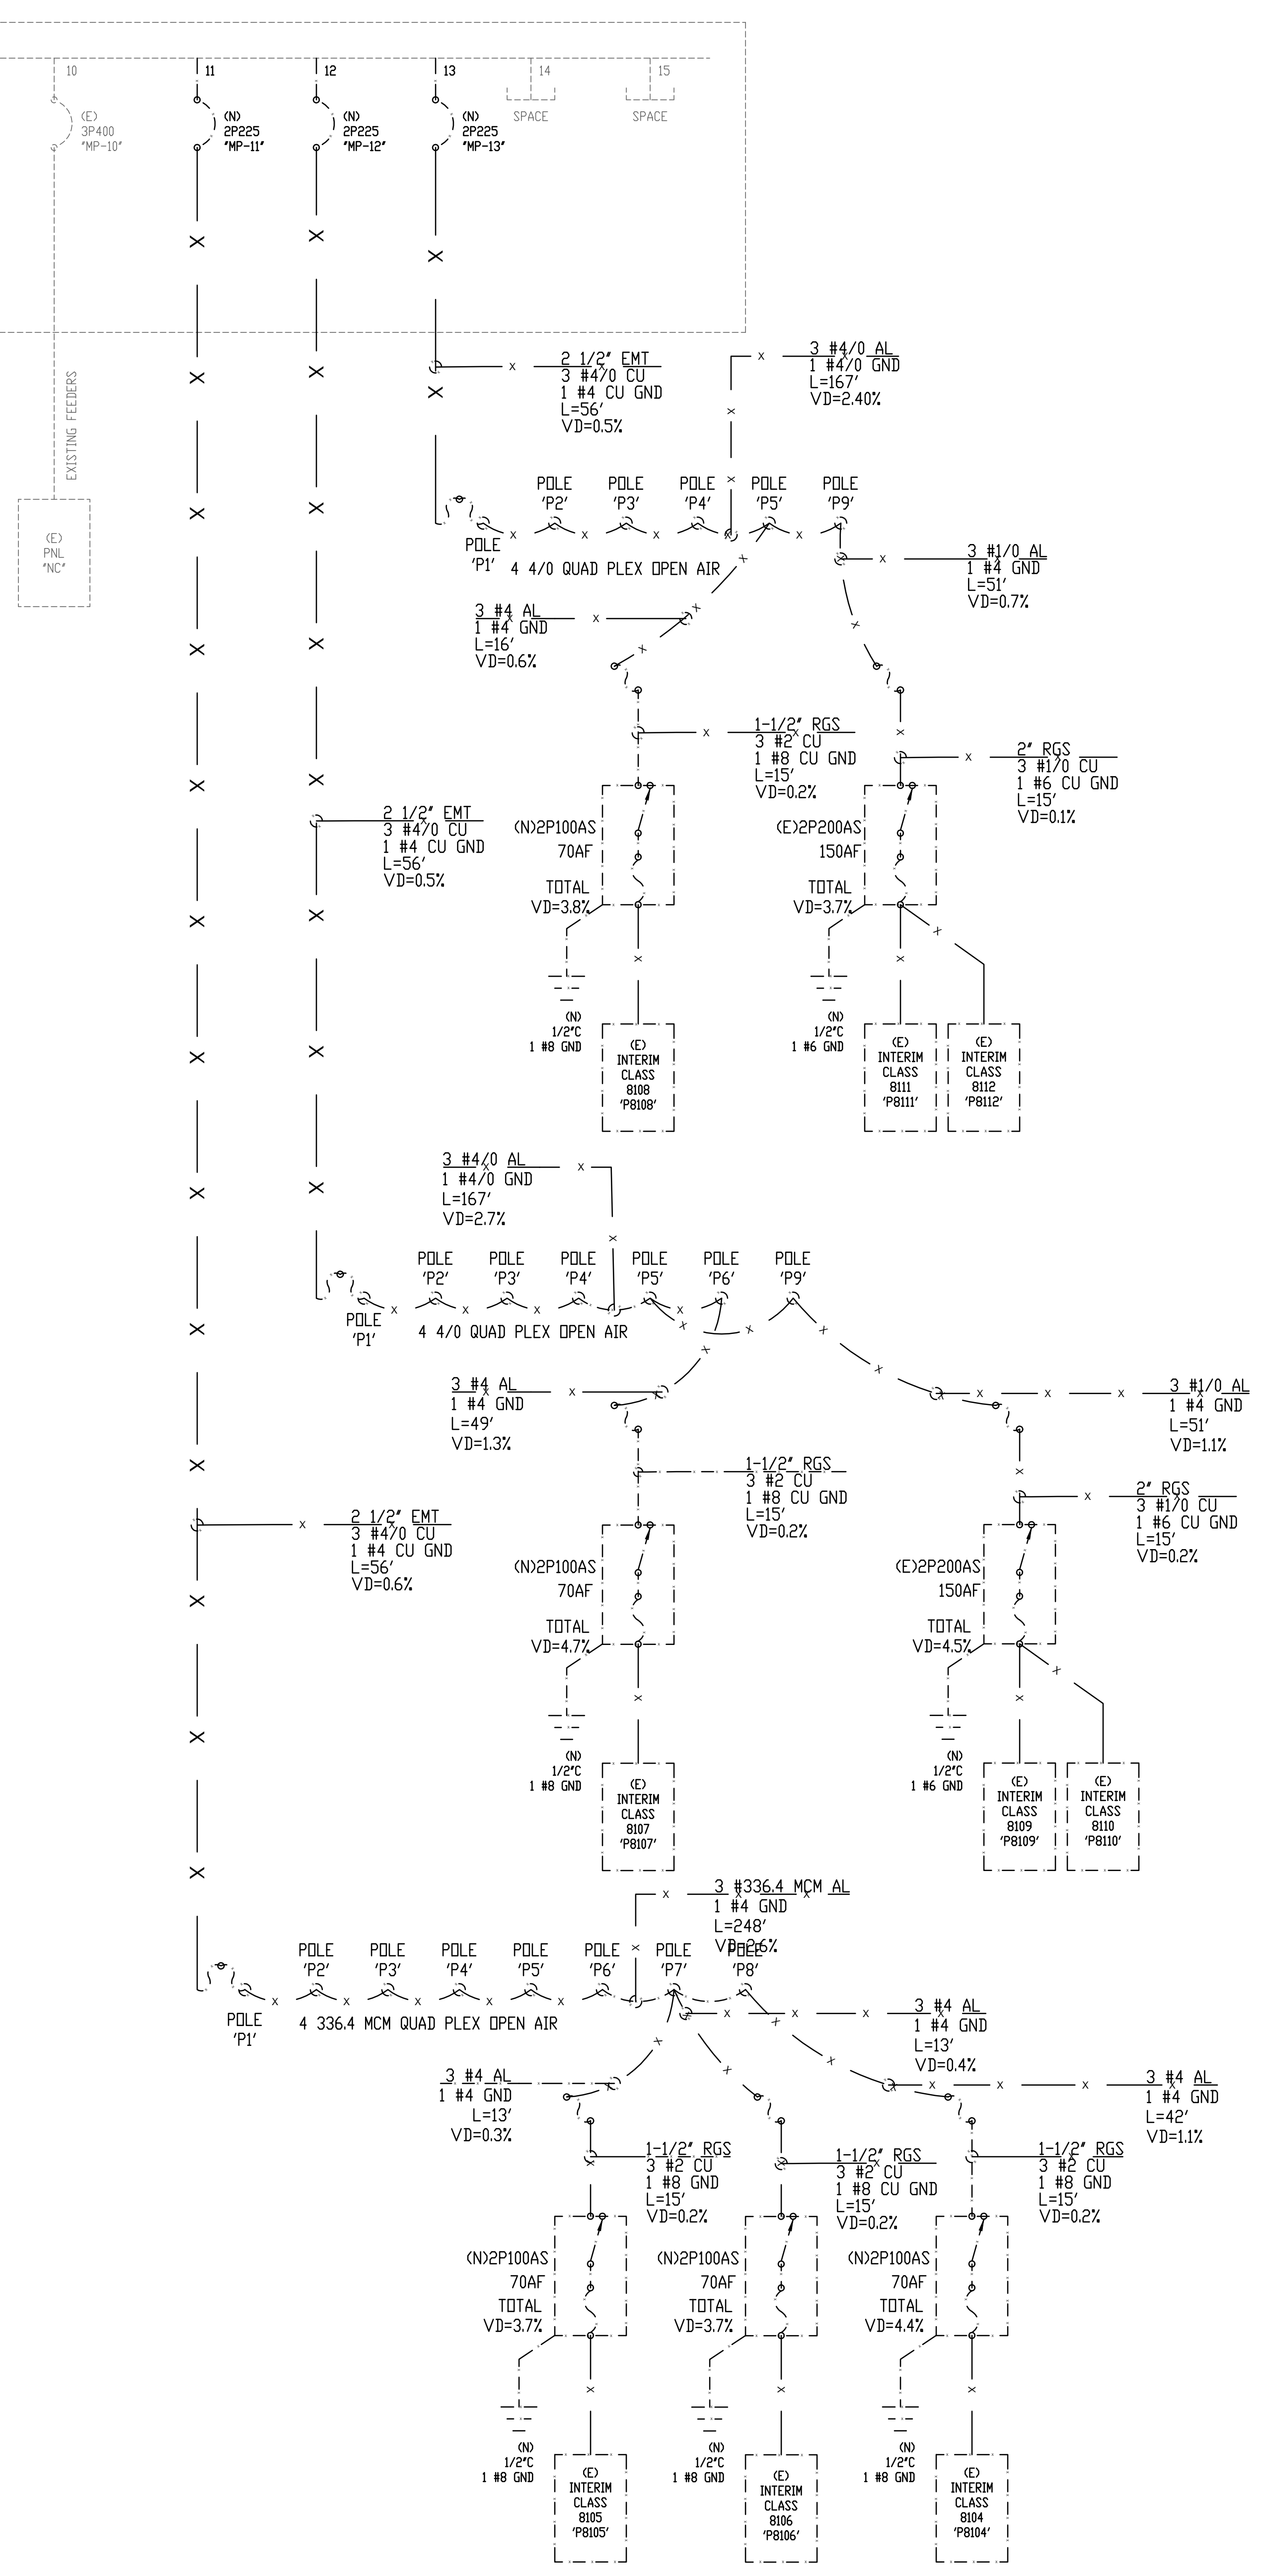 10
11
12
13
14
15
(E)
3P400
"MP-10"
(N)
2P225
"MP-11"
(N)
2P225
"MP-12"
(N)
2P225
"MP-13"
SPACE
SPACE
EXISTING FEEDERS
(E)
PNL
"NC"
2 1/2" EMT
3 #4/0 CU
1 #4 CU GND
L=56'
VD=0.5%
3 #4/0 AL
1 #4/0 GND
L=167'
VD=2.40%
POLE
'P1'
POLE
'P2'
POLE
'P3'
POLE
'P4'
POLE
'P5'
POLE
'P9'
4 4/0 QUAD PLEX OPEN AIR
3 #1/0 AL
1 #4 GND
L=51'
VD=0.7%
3 #4 AL
1 #4 GND
L=16'
VD=0.6%
1-1/2" RGS
3 #2 CU
1 #8 CU GND
L=15'
VD=0.2%
2" RGS
3 #1/0 CU
1 #6 CU GND
L=15'
VD=0.1%
(N)2P100AS
70AF
TOTAL
VD=3.8%
(E)2P200AS
150AF
TOTAL
VD=3.7%
2 1/2" EMT
3 #4/0 CU
1 #4 CU GND
L=56'
VD=0.5%
(N)
1/2"C
1 #8 GND
(E)
INTERIM
CLASS
8108
'P8108'
(N)
1/2"C
1 #6 GND
(E)
INTERIM
CLASS
8111
'P8111'
(E)
INTERIM
CLASS
8112
'P8112'
3 #4/0 AL
1 #4/0 GND
L=167'
VD=2.7%
POLE
'P1'
POLE
'P2'
POLE
'P3'
POLE
'P4'
POLE
'P5'
POLE
'P6'
POLE
'P9'
4 4/0 QUAD PLEX OPEN AIR
3 #4 AL
1 #4 GND
L=49'
VD=1.3%
3 #1/0 AL
1 #4 GND
L=51'
VD=1.1%
1-1/2" RGS
3 #2 CU
1 #8 CU GND
L=15'
VD=0.2%
2" RGS
3 #1/0 CU
1 #6 CU GND
L=15'
VD=0.2%
2 1/2" EMT
3 #4/0 CU
1 #4 CU GND
L=56'
VD=0.6%
(N)2P100AS
70AF
TOTAL
VD=4.7%
(E)2P200AS
150AF
TOTAL
VD=4.5%
(N)
1/2"C
1 #8 GND
(E)
INTERIM
CLASS
8107
'P8107'
(N)
1/2"C
1 #6 GND
(E)
INTERIM
CLASS
8109
'P8109'
(E)
INTERIM
CLASS
8110
'P8110'
3 #336.4 MCM AL
1 #4 GND
L=248'
VD=2.6%
POLE
'P1'
POLE
'P2'
POLE
'P3'
POLE
'P4'
POLE
'P5'
POLE
'P6'
POLE
'P7'
POLE
'P8'
4 336.4 MCM QUAD PLEX OPEN AIR
3 #4 AL
1 #4 GND
L=13'
VD=0.4%
3 #4 AL
1 #4 GND
L=13'
VD=0.3%
3 #4 AL
1 #4 GND
L=42'
VD=1.1%
1-1/2" RGS
3 #2 CU
1 #8 GND
L=15'
VD=0.2%
1-1/2" RGS
3 #2 CU
1 #8 CU GND
L=15'
VD=0.2%
1-1/2" RGS
3 #2 CU
1 #8 GND
L=15'
VD=0.2%
(N)2P100AS
70AF
TOTAL
VD=3.7%
(N)2P100AS
70AF
TOTAL
VD=3.7%
(N)2P100AS
70AF
TOTAL
VD=4.4%
(N)
1/2"C
1 #8 GND
(E)
INTERIM
CLASS
8105
'P8105'
(N)
1/2"C
1 #8 GND
(E)
INTERIM
CLASS
8106
'P8106'
(N)
1/2"C
1 #8 GND
(E)
INTERIM
CLASS
8104
'P8104'